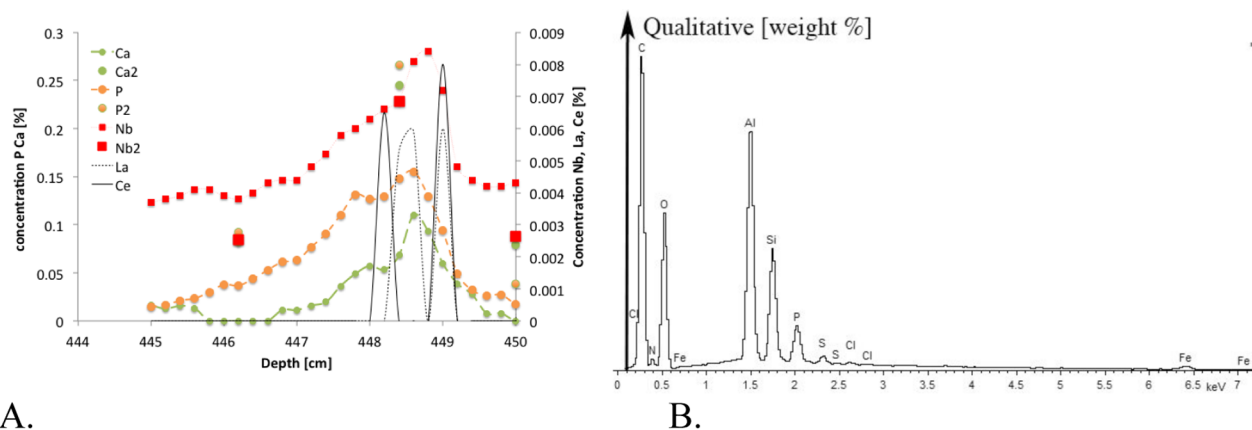 0.3
0.25
0.2
0.15
0.1
0.05
0
concentration P Ca [%]
Ca
Ca2
P
P2
Nb
Nb2
La
Ce
0.009
0.008
0.007
0.006
0.005
0.004
0.003
0.002
0.001
0
Concentration Nb, La, Ce [%]
444 445 446 447 448 449 450
Depth [cm]
A.
Qualitative [weight %]
C
Al
O
Si
P
Cl
N
Fe
S
S
Cl
Cl
Fe
Fe
0 0.5 1 1.5 2 2.5 3 3.5 4 4.5 5 5.5 6 6.5 keV 7
B.